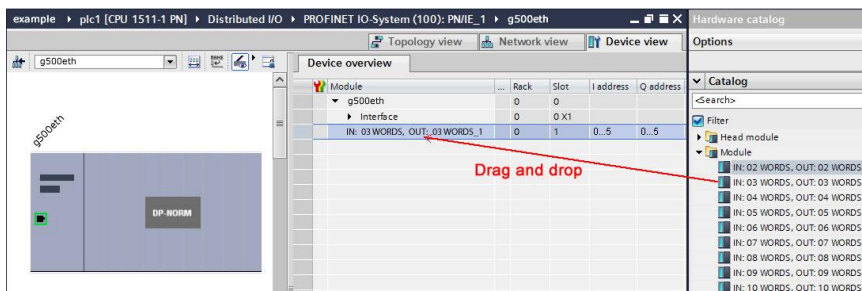 example ▸ plc1 [CPU 1511-1 PN] ▸ Distributed I/O ▸ PROFINET IO-System (100): PN/IE_1 ▸ g500eth
Hardware catalog
Topology view Network view Device view
Options
g500eth
Device overview
Module ... Rack Slot I address Q address
g500eth 0 0
Interface 0 0 X1
IN: 03 WORDS, OUT: 03 WORDS_1 0 1 0...5 0...5
g500eth
DP-NORM
Drag and drop
Catalog
<Search>
Filter
Head module
Module
IN: 02 WORDS, OUT: 02 WORDS
IN: 03 WORDS, OUT: 03 WORDS
IN: 04 WORDS, OUT: 04 WORDS
IN: 05 WORDS, OUT: 05 WORDS
IN: 06 WORDS, OUT: 06 WORDS
IN: 07 WORDS, OUT: 07 WORDS
IN: 08 WORDS, OUT: 08 WORDS
IN: 09 WORDS, OUT: 09 WORDS
IN: 10 WORDS, OUT: 10 WORDS